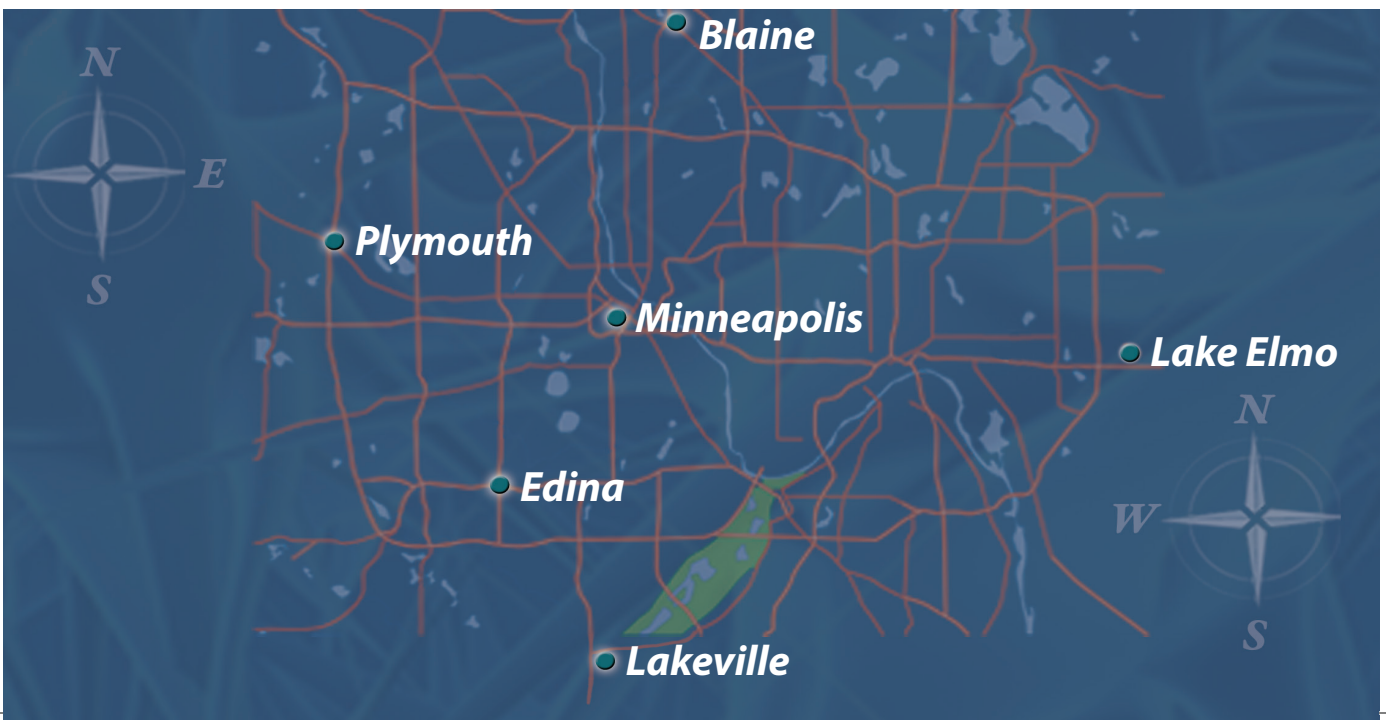 Blaine
N
E
S
Plymouth
Minneapolis
Lake Elmo
N
W
S
Edina
Lakeville